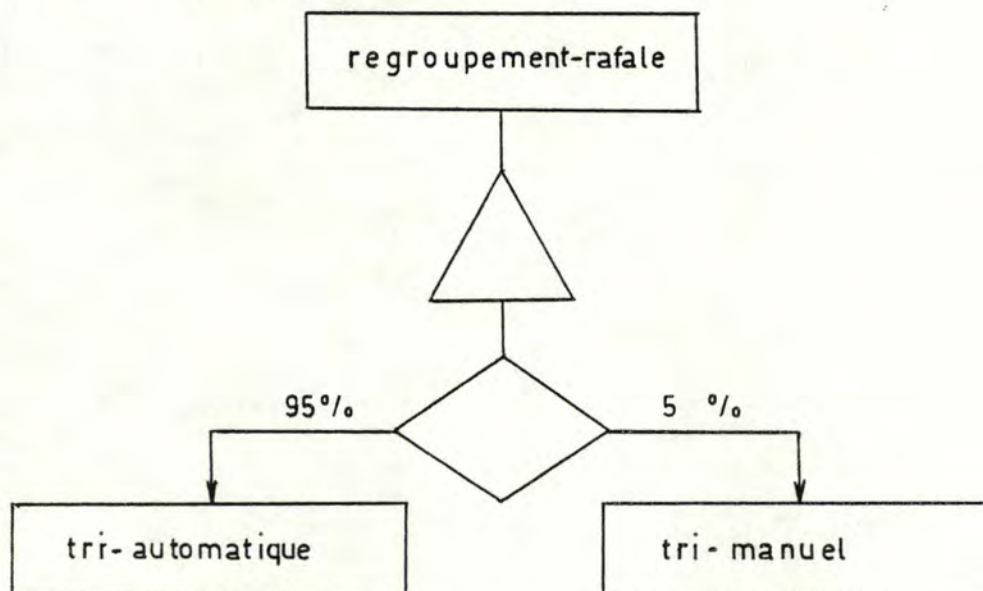 regroupement-rafale
95%
5 %
tri-automatique
tri-manuel